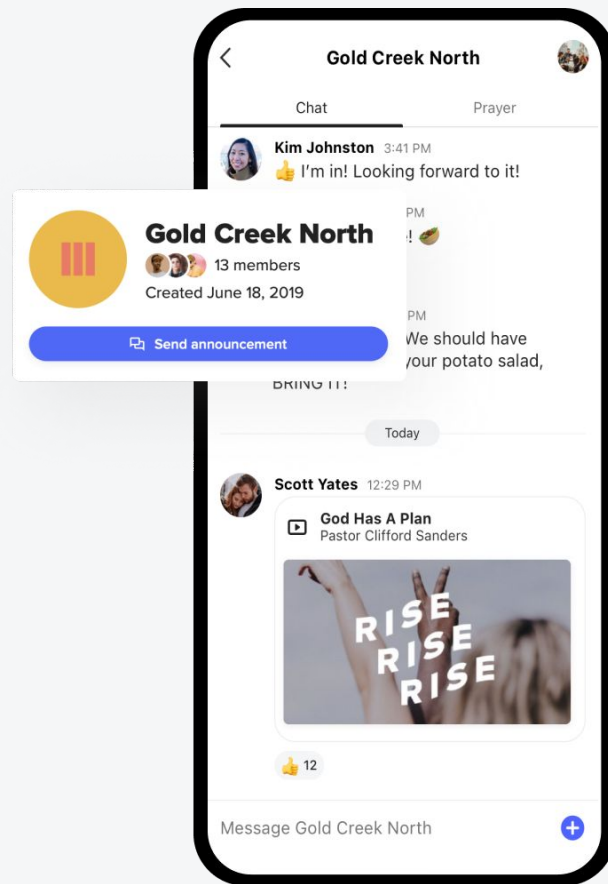 Gold Creek North
Chat
Prayer
Kim Johnston 3:41 PM
👍 I'm in! Looking forward to it!
Gold Creek North
13 members
Created June 18, 2019
Send announcement
PM
! 🥙
PM
We should have
your potato salad,
BRING IT!
Today
Scott Yates 12:29 PM
God Has A Plan
Pastor Clifford Sanders
RISE
RISE
RISE
👍 12
Message Gold Creek North